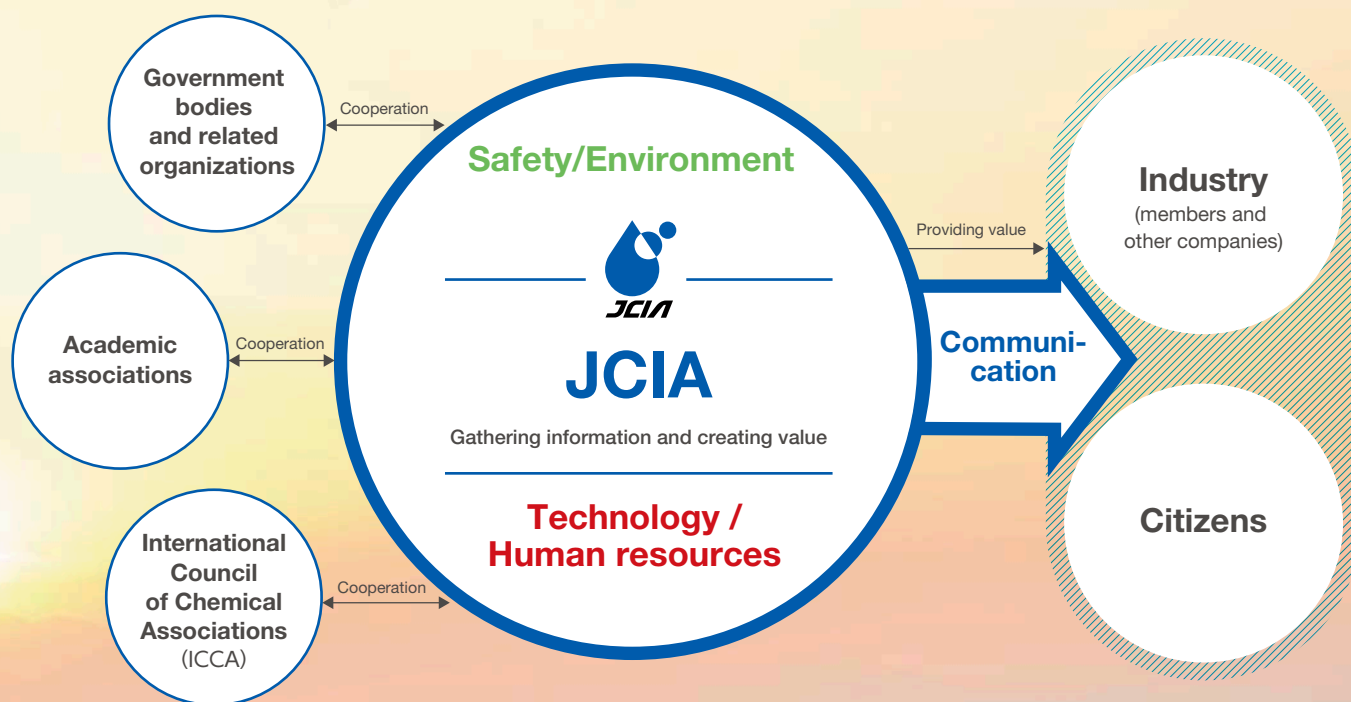 Government
bodies
and related
organizations
Cooperation
Academic
associations
Cooperation
International
Council
of Chemical
Associations
(ICCA)
Cooperation
Safety/Environment
JCIA
JCIA
Gathering information and creating value
Technology /
Human resources
Providing value
Communi-
cation
Industry
(members and
other companies)
Citizens